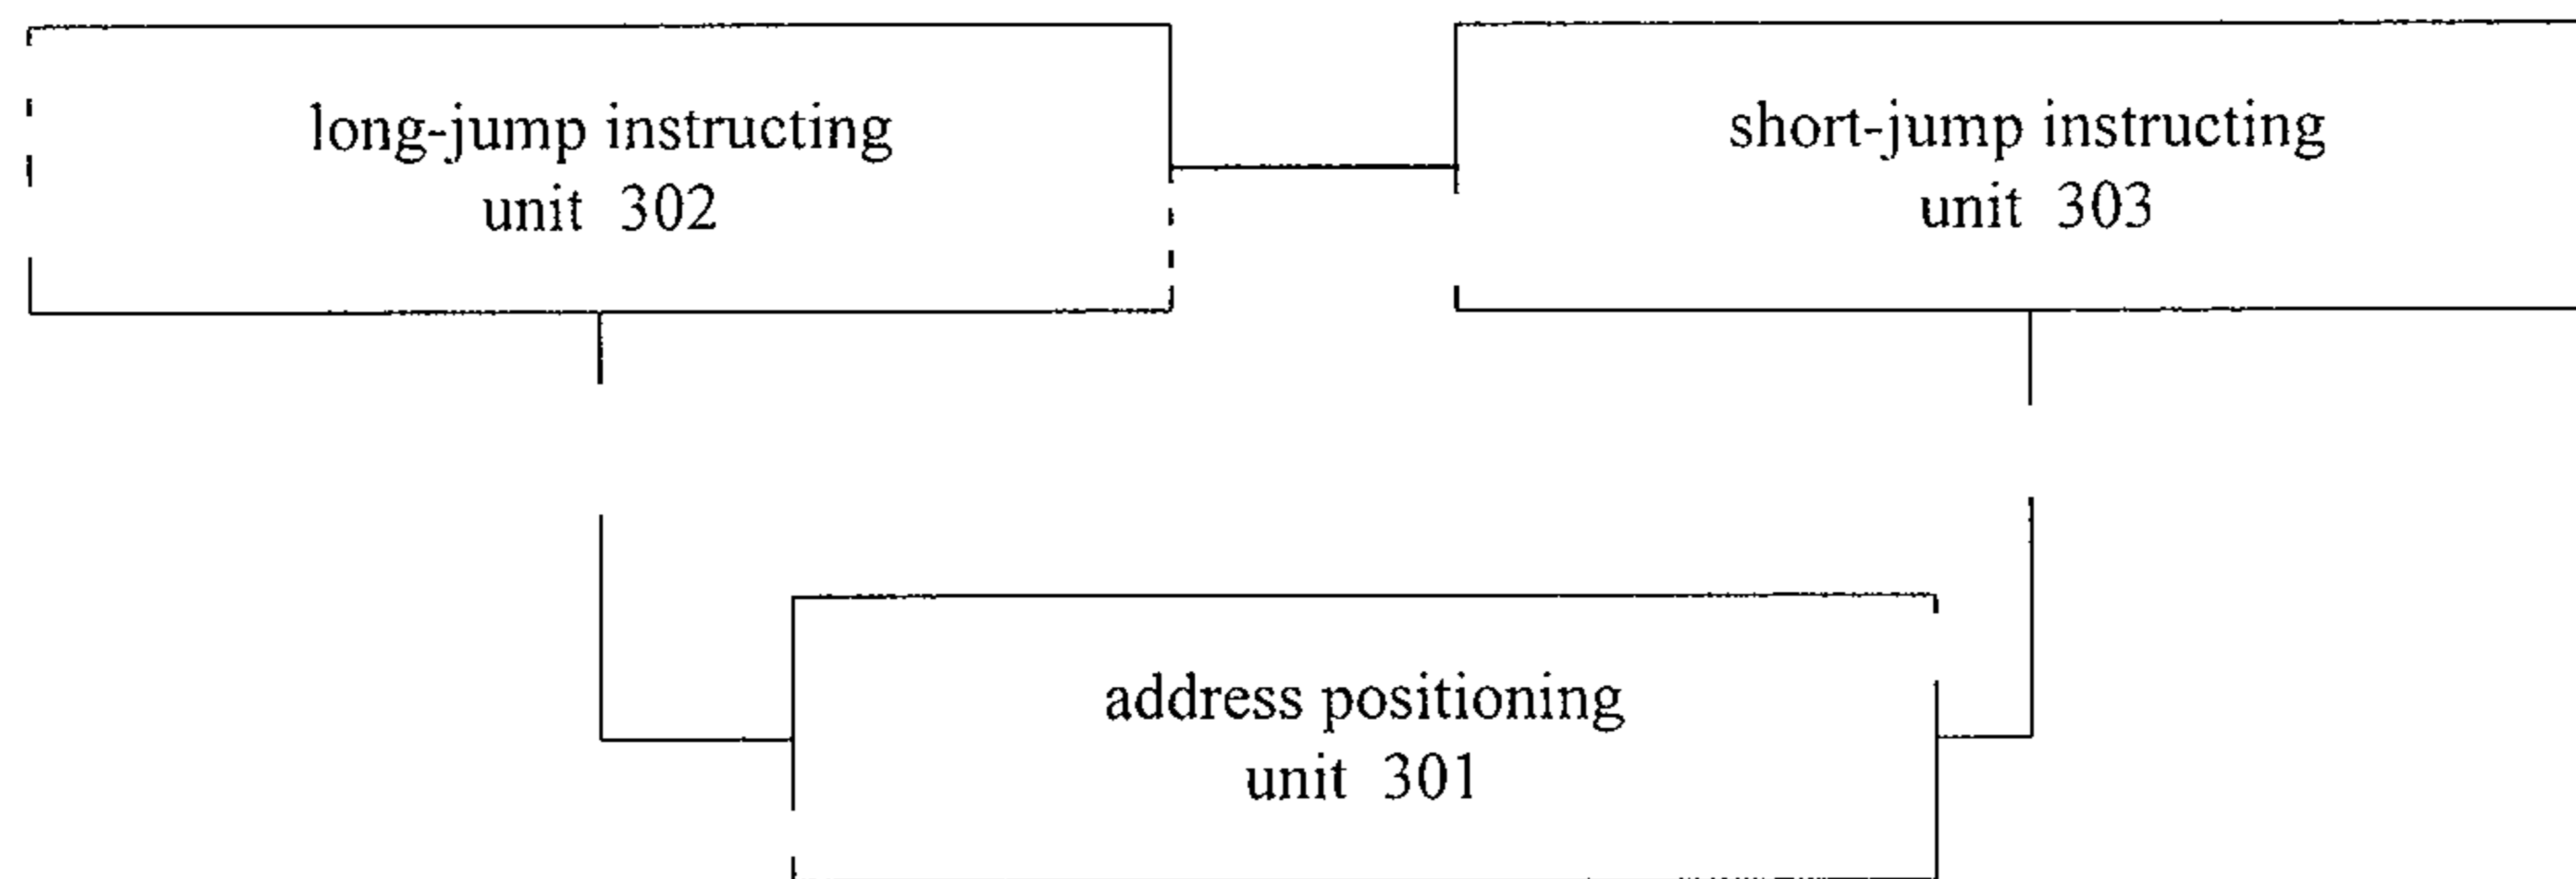 long-jump instructing
unit 302
short-jump instructing
unit 303
address positioning
unit 301